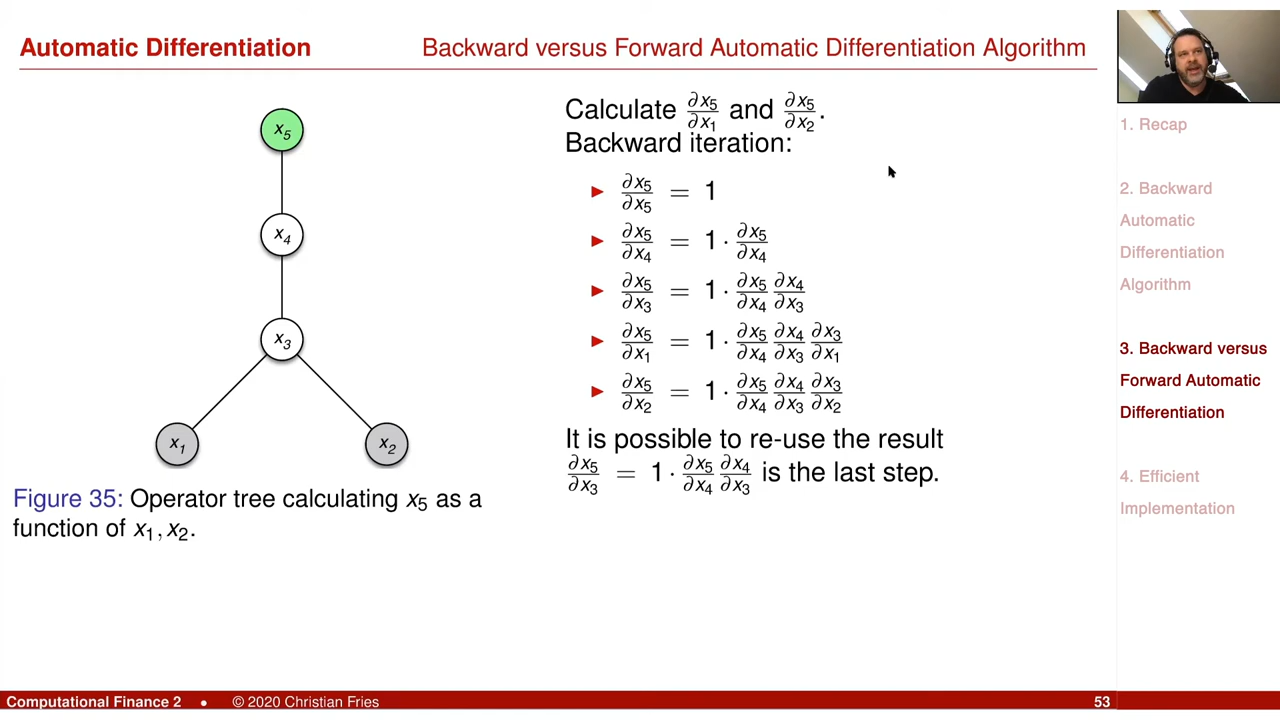 Automatic Differentiation
Backward versus Forward Automatic Differentiation Algorithm
x₅
x₄
x₃
x₁
x₂
Figure 35: Operator tree calculating x₅ as a
function of x₁, x₂.
Calculate ∂x₅/∂x₁ and ∂x₅/∂x₂.
Backward iteration:
▶ ∂x₅/∂x₅ = 1
▶ ∂x₅/∂x₄ = 1 · ∂x₅/∂x₄
▶ ∂x₅/∂x₃ = 1 · ∂x₅/∂x₄ ∂x₄/∂x₃
▶ ∂x₅/∂x₁ = 1 · ∂x₅/∂x₄ ∂x₄/∂x₃ ∂x₃/∂x₁
▶ ∂x₅/∂x₂ = 1 · ∂x₅/∂x₄ ∂x₄/∂x₃ ∂x₃/∂x₂
It is possible to re-use the result
∂x₅/∂x₃ = 1 · ∂x₅/∂x₄ ∂x₄/∂x₃ is the last step.
1. Recap
2. Backward
Automatic
Differentiation
Algorithm
3. Backward versus
Forward Automatic
Differentiation
4. Efficient
Implementation
Computational Finance 2 • © 2020 Christian Fries
53